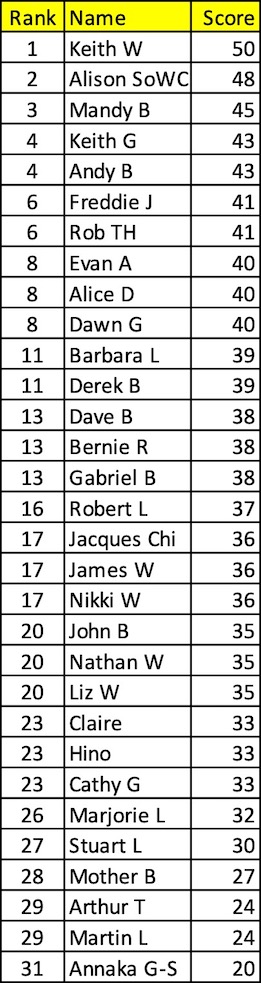 Rank Name Score
1 Keith W 50
2 Alison SoWC 48
3 Mandy B 45
4 Keith G 43
4 Andy B 43
6 Freddie J 41
6 Rob TH 41
8 Evan A 40
8 Alice D 40
8 Dawn G 40
11 Barbara L 39
11 Derek B 39
13 Dave B 38
13 Bernie R 38
13 Gabriel B 38
16 Robert L 37
17 Jacques Chi 36
17 James W 36
17 Nikki W 36
20 John B 35
20 Nathan W 35
20 Liz W 35
23 Claire 33
23 Hino 33
23 Cathy G 33
26 Marjorie L 32
27 Stuart L 30
28 Mother B 27
29 Arthur T 24
29 Martin L 24
31 Annaka G-S 20